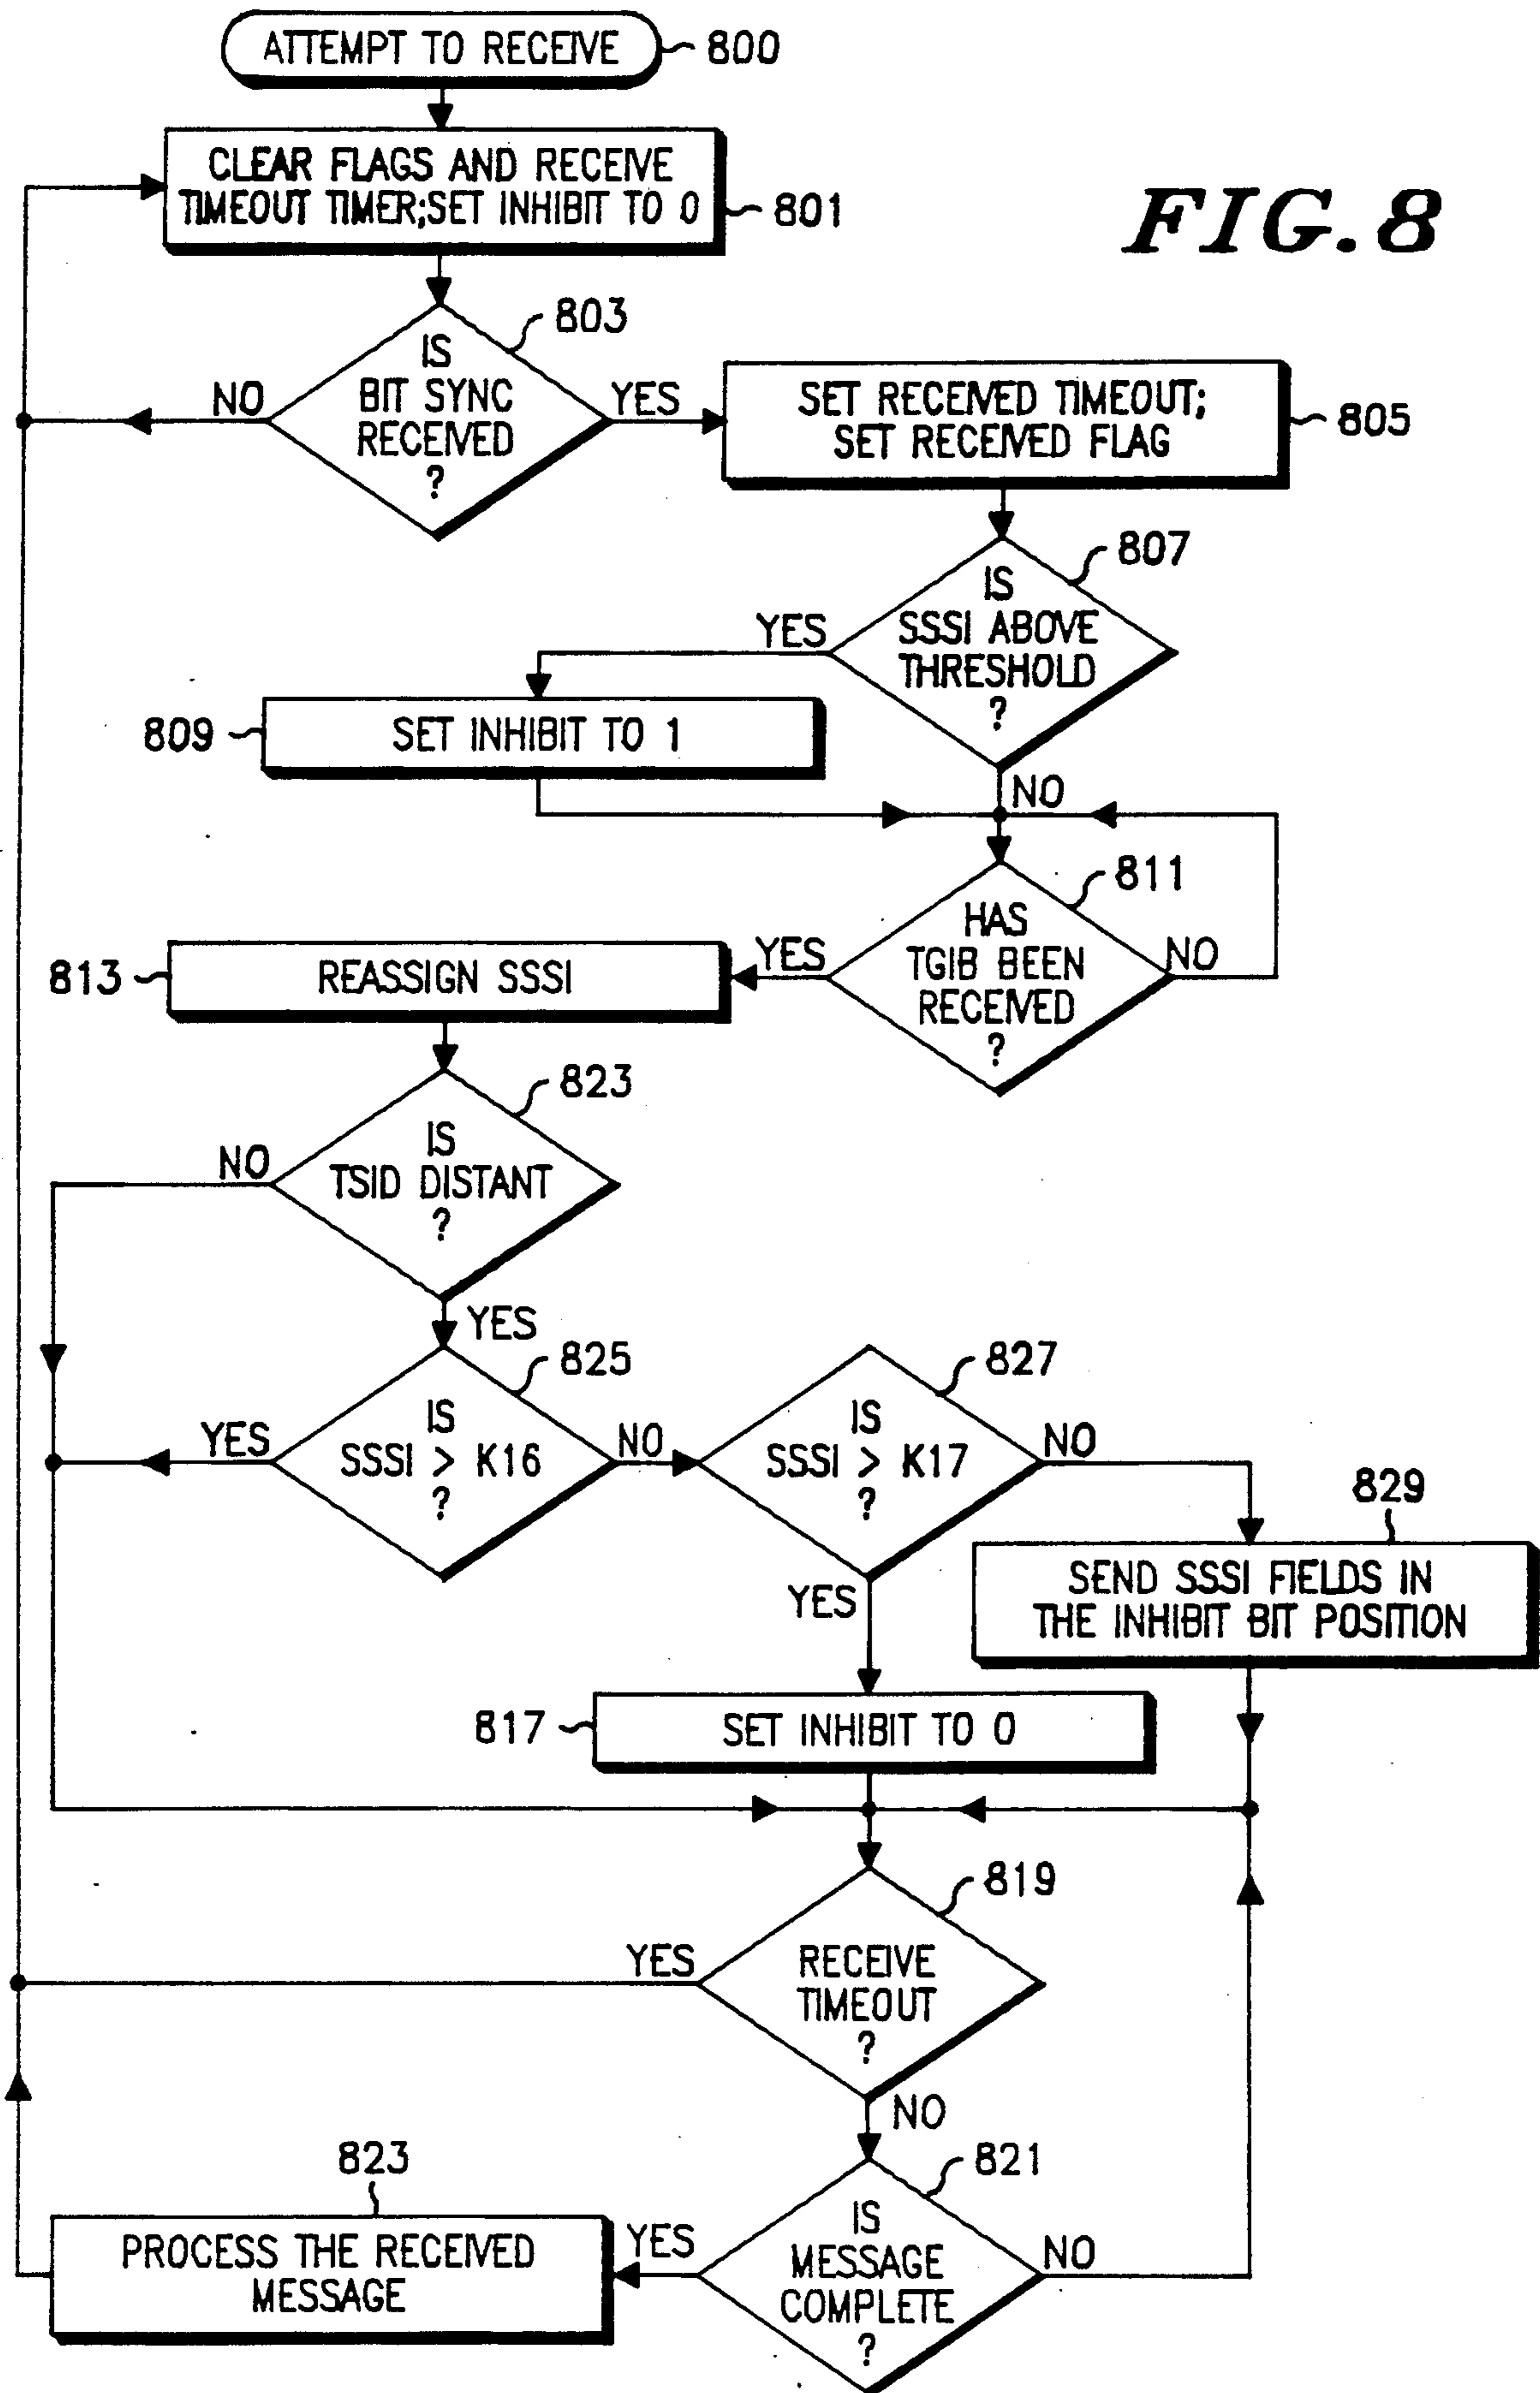 ATTEMPT TO RECEIVE
800
CLEAR FLAGS AND RECEIVE
TIMEOUT TIMER;SET INHIBIT TO 0
801
FIG.8
803
IS
BIT SYNC
RECEIVED
?
NO
YES
SET RECEIVED TIMEOUT;
SET RECEIVED FLAG
805
807
IS
SSSI ABOVE
THRESHOLD
?
YES
809
SET INHIBIT TO 1
NO
811
HAS
TGIB BEEN
RECEIVED
?
YES
NO
813
REASSIGN SSSI
823
IS
TSID DISTANT
?
NO
YES
825
IS
SSSI > K16
?
YES
NO
827
IS
SSSI > K17
?
NO
829
SEND SSSI FIELDS IN
THE INHIBIT BIT POSITION
YES
817
SET INHIBIT TO 0
819
RECEIVE
TIMEOUT
?
YES
NO
821
IS
MESSAGE
COMPLETE
?
YES
NO
823
PROCESS THE RECEIVED
MESSAGE